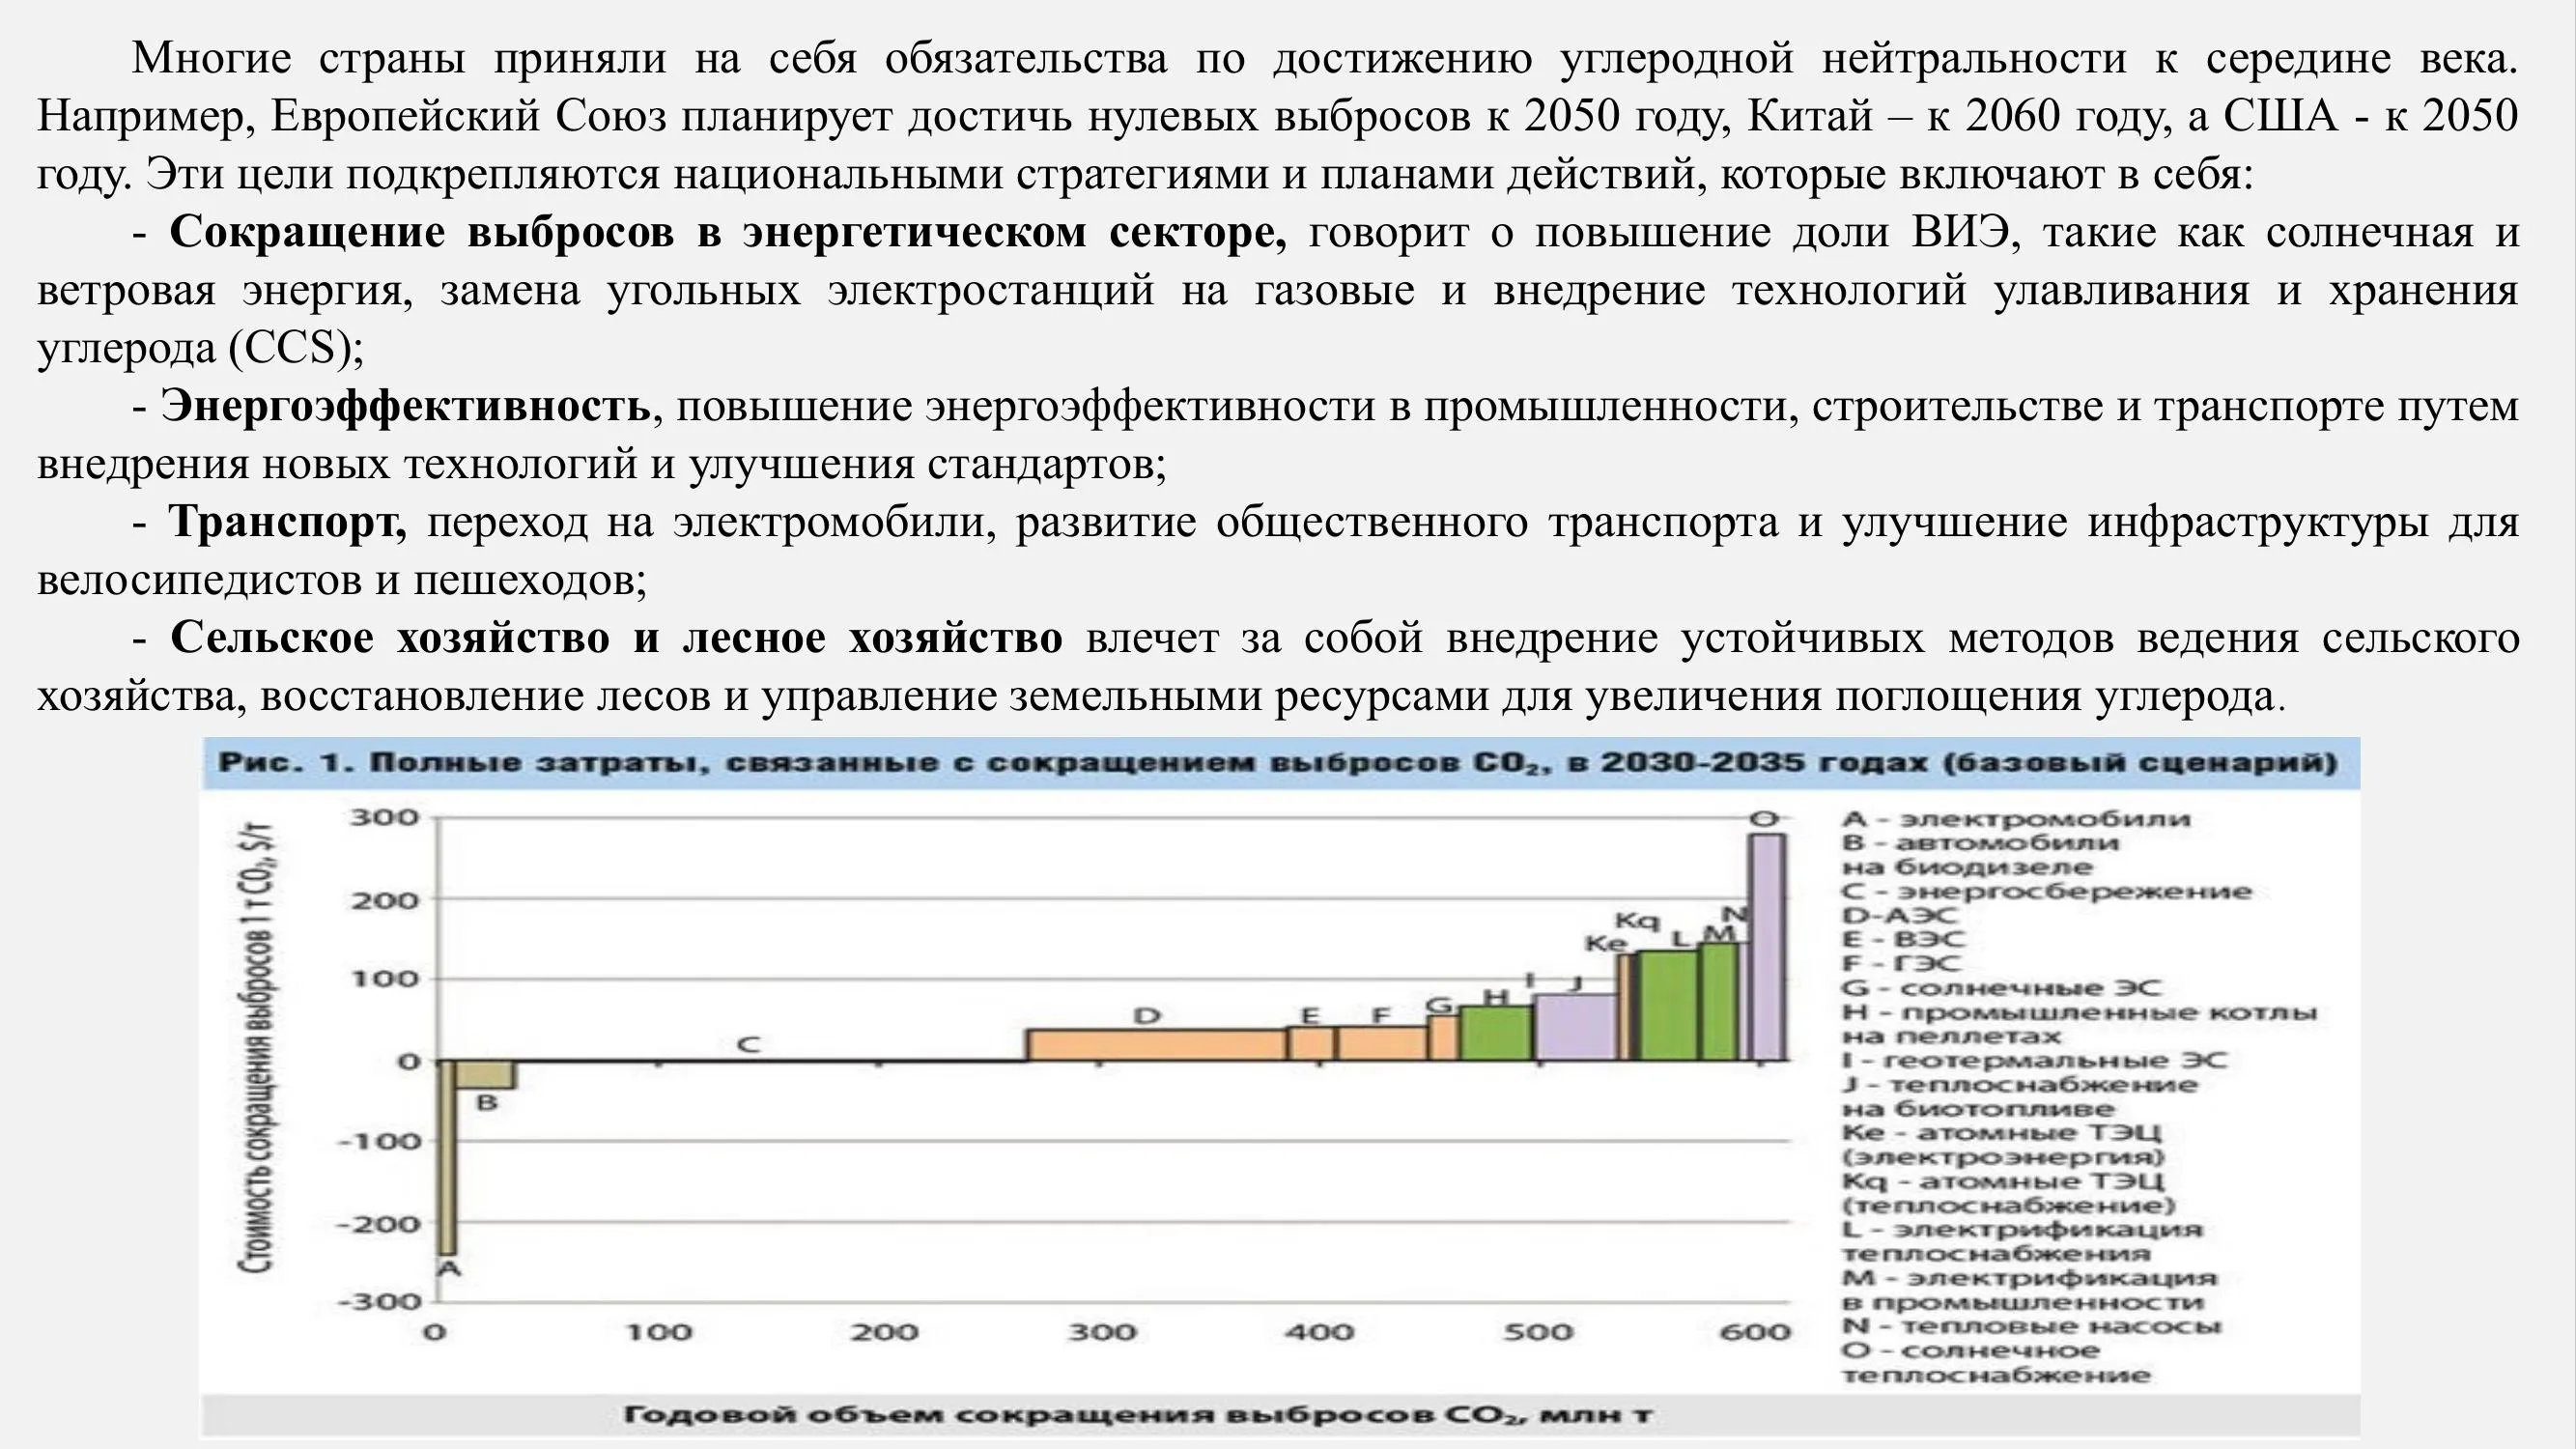 Многие страны приняли на себя обязательства по достижению углеродной нейтральности к середине века.
Например, Европейский Союз планирует достичь нулевых выбросов к 2050 году, Китай – к 2060 году, а США - к 2050
году. Эти цели подкрепляются национальными стратегиями и планами действий, которые включают в себя:
- Сокращение выбросов в энергетическом секторе, говорит о повышение доли ВИЭ, такие как солнечная и
ветровая энергия, замена угольных электростанций на газовые и внедрение технологий улавливания и хранения
углерода (CCS);
- Энергоэффективность, повышение энергоэффективности в промышленности, строительстве и транспорте путем
внедрения новых технологий и улучшения стандартов;
- Транспорт, переход на электромобили, развитие общественного транспорта и улучшение инфраструктуры для
велосипедистов и пешеходов;
- Сельское хозяйство и лесное хозяйство влечет за собой внедрение устойчивых методов ведения сельского
хозяйства, восстановление лесов и управление земельными ресурсами для увеличения поглощения углерода.
Рис. 1. Полные затраты, связанные с сокращением выбросов CO₂, в 2030-2035 годах (базовый сценарий)
Стоимость сокращения выбросов 1 т CO₂, $/т
300
200
100
0
-100
-200
-300
A
B
C
D
E
F
G
H
I
J
Ke
Kq
L
M
N
O
0 100 200 300 400 500 600
A - электромобили
B - автомобили
на биодизеле
C - энергосбережение
D-АЭС
E - ВЭС
F - ГЭС
G - солнечные ЭС
H - промышленные котлы
на пеллетах
I - геотермальные ЭС
J - теплоснабжение
на биотопливе
Ke - атомные ТЭЦ
(электроэнергия)
Kq - атомные ТЭЦ
(теплоснабжение)
L - электрификация
теплоснабжения
M - электрификация
в промышленности
N - тепловые насосы
O - солнечное
теплоснабжение
Годовой объем сокращения выбросов CO₂, млн т